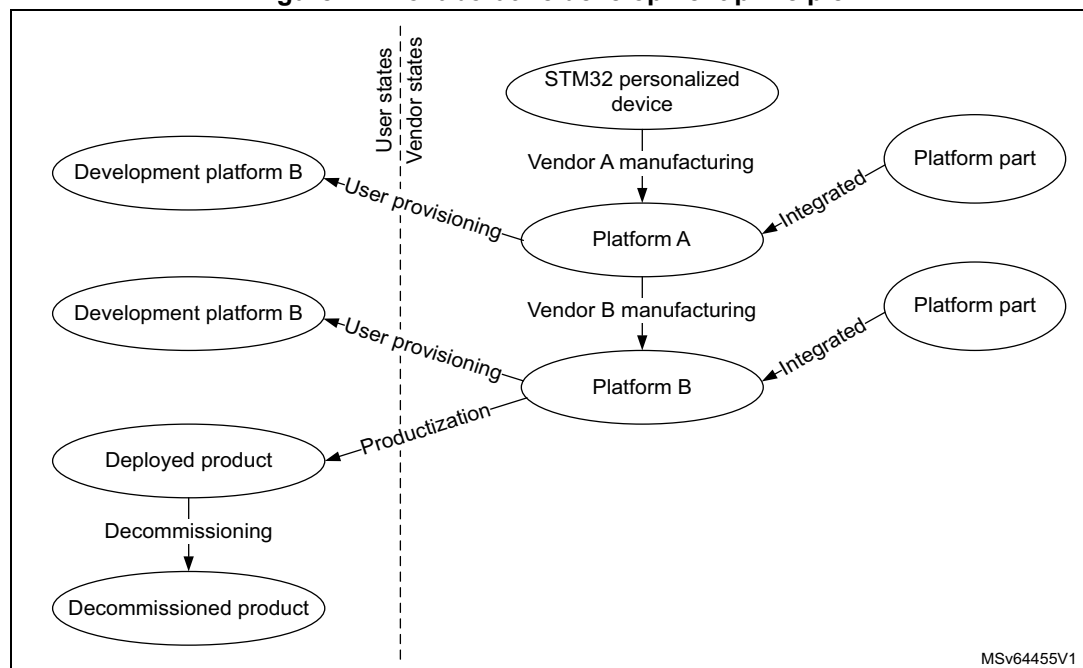 User states
Vendor states
STM32 personalized
device
Vendor A manufacturing
Platform part
Development platform B
User provisioning
Integrated
Platform A
Vendor B manufacturing
Platform part
Development platform B
User provisioning
Integrated
Platform B
Productization
Deployed product
Decommissioning
Decommissioned product
MSv64455V1